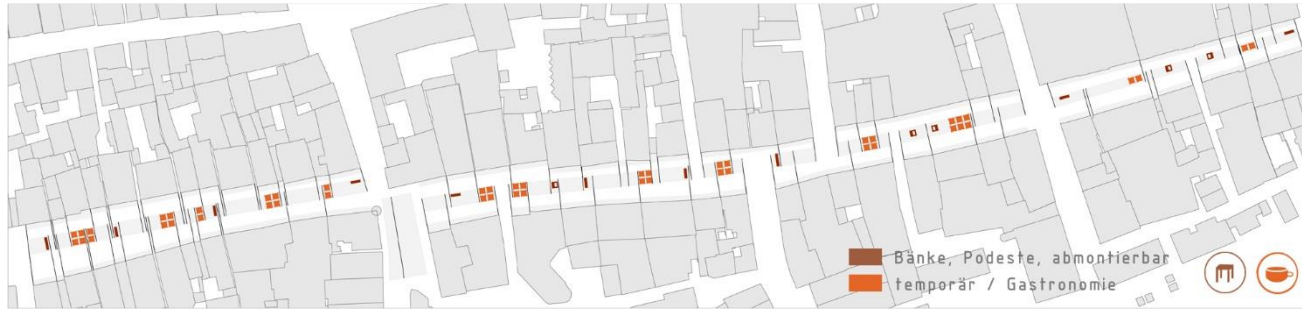 Bänke, Podeste, abmontierbar
temporär / Gastronomie